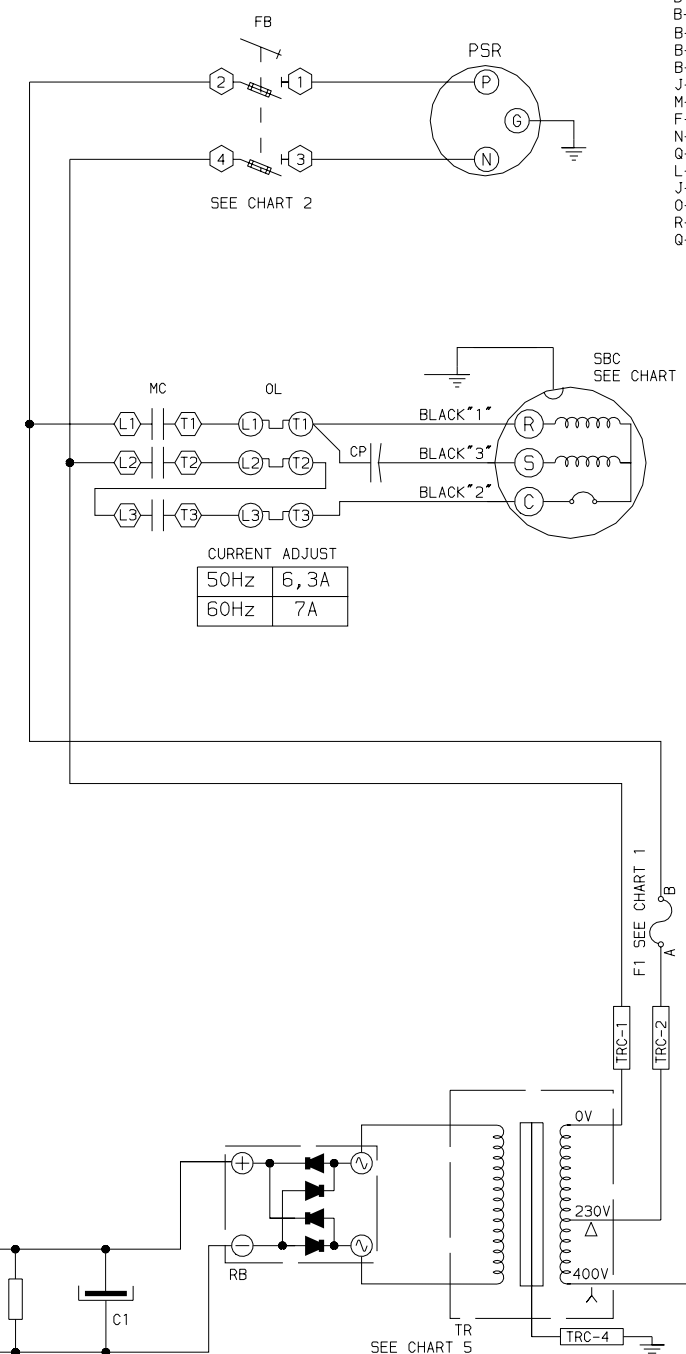 FB
PSR
2
1
P
G
4
3
N
SEE CHART 2
B-
B-
B-
B-
J-
M-
F-
N-
Q-
L-
J-
O-
R-
Q-
SBC
SEE CHART
MC
OL
L1
T1
L1
T1
BLACK"1"
R
L2
T2
L2
T2
CP
BLACK"3"
S
L3
T3
L3
T3
BLACK"2"
C
CURRENT ADJUST
50Hz 6,3A
60Hz 7A
F1 SEE CHART 1
B
A
TRC-1
TRC-2
0V
230V
400V
+
−
RB
C1
TR
SEE CHART 5
TRC-4